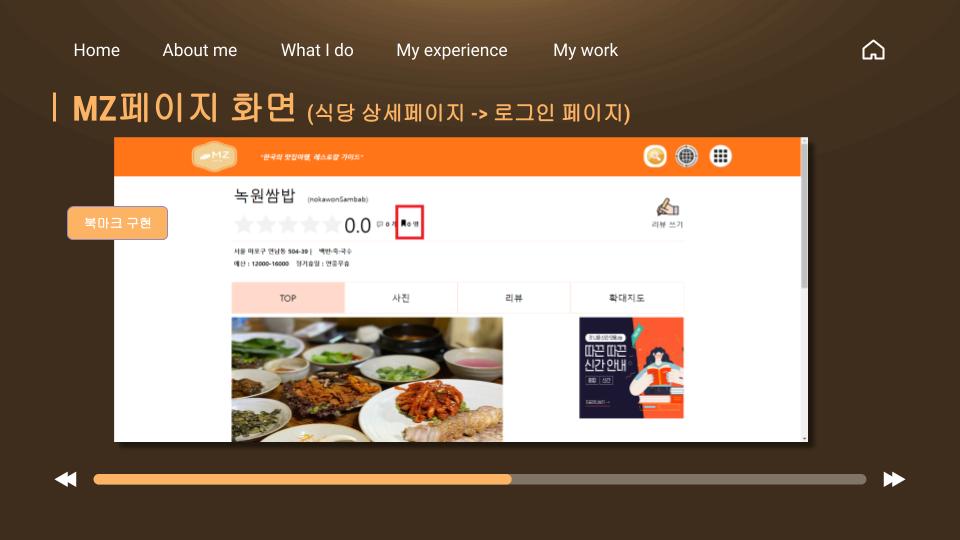 Home About me What I do My experience My work
MZ페이지 화면 (식당 상세페이지 -> 로그인 페이지)
MZ
"한국의 맛집여행, 레스토랑 가이드"
녹원쌈밥 (nokawonSambab)
북마크 구현
0.0 0 개 0 명
리뷰 쓰기
서울 마포구 연남동 504-39 | 백반·죽·국수
예산 : 12000~16000 정기휴일 : 연중무휴
TOP 사진 리뷰 확대지도
따끈 따끈
신간 안내